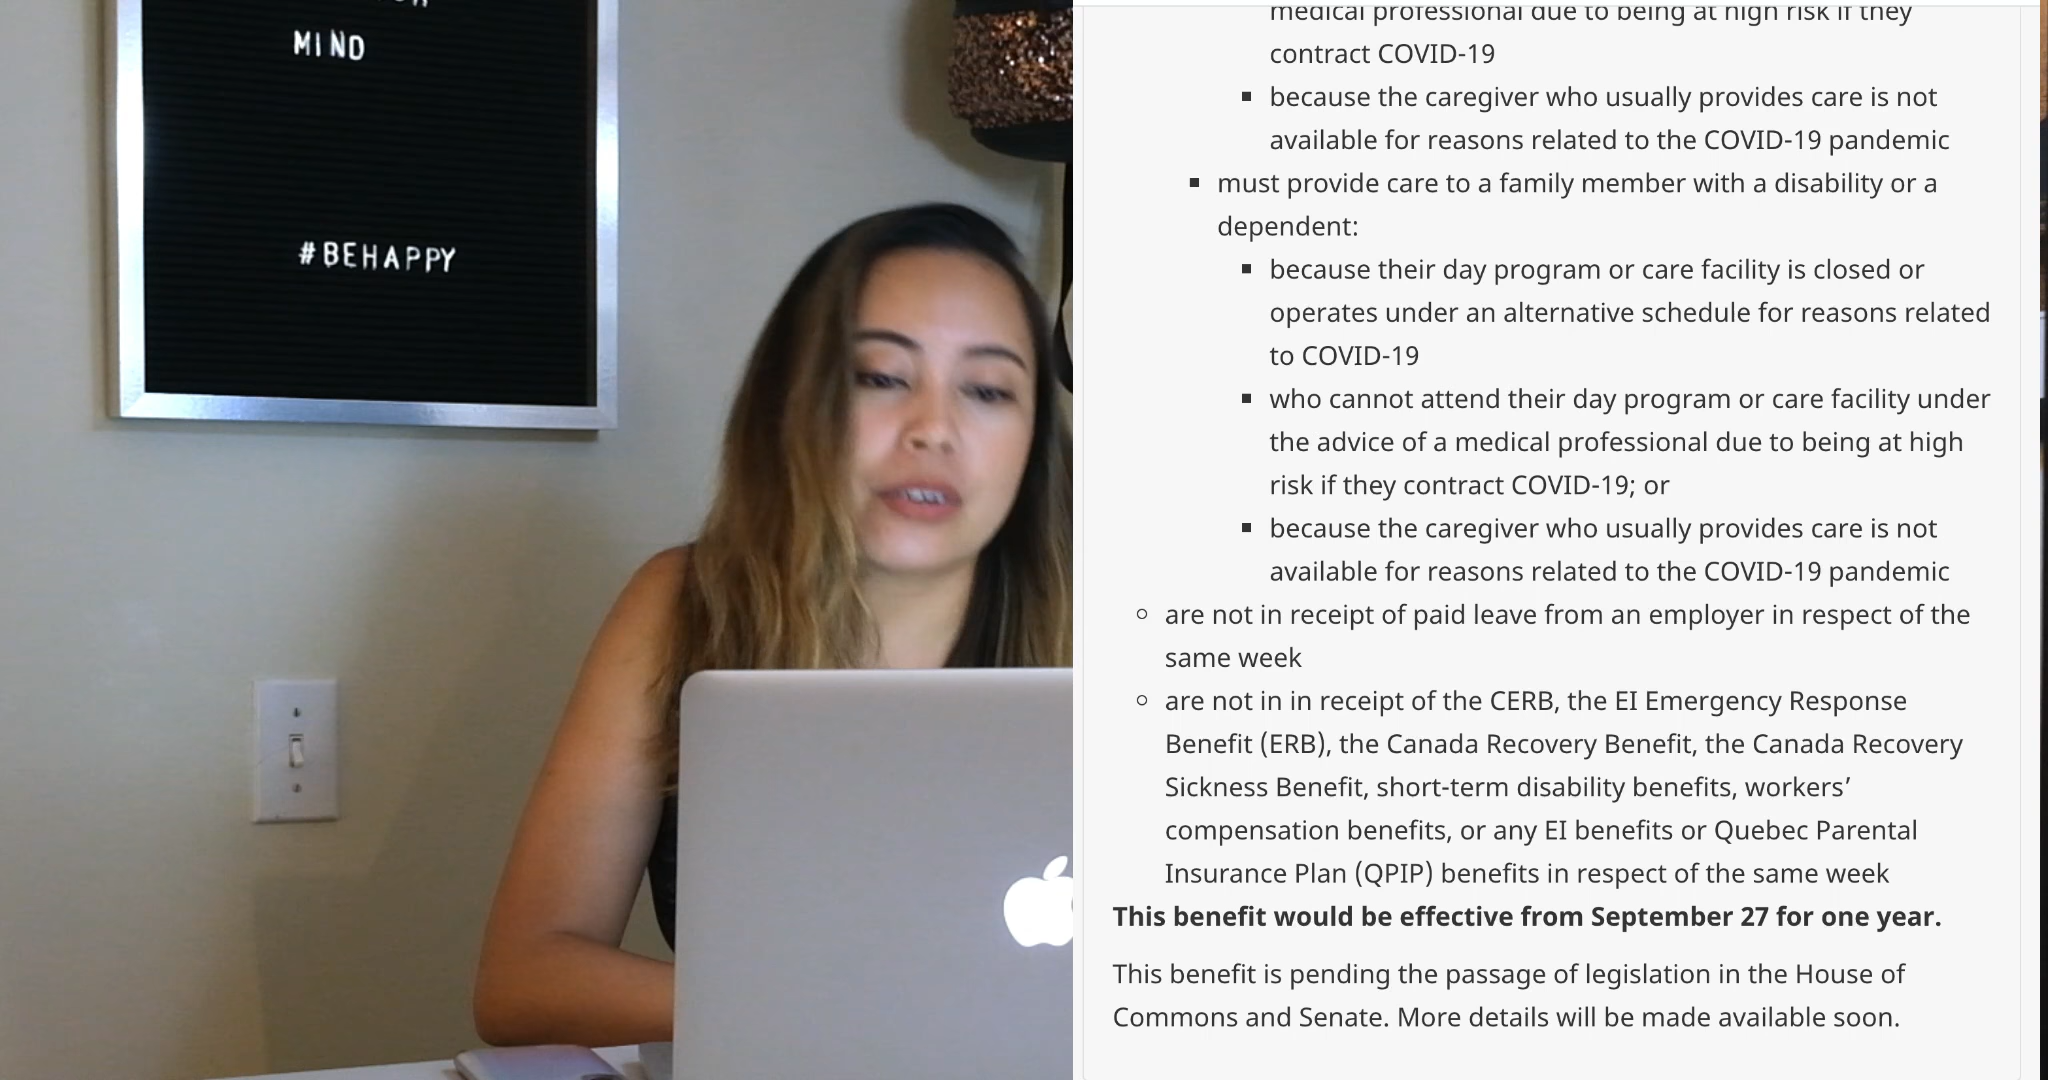 MIND
#BEHAPPY
medical professional due to being at high risk if they
contract COVID-19
▪ because the caregiver who usually provides care is not
available for reasons related to the COVID-19 pandemic
▪ must provide care to a family member with a disability or a
dependent:
▪ because their day program or care facility is closed or
operates under an alternative schedule for reasons related
to COVID-19
▪ who cannot attend their day program or care facility under
the advice of a medical professional due to being at high
risk if they contract COVID-19; or
▪ because the caregiver who usually provides care is not
available for reasons related to the COVID-19 pandemic
○ are not in receipt of paid leave from an employer in respect of the
same week
○ are not in in receipt of the CERB, the EI Emergency Response
Benefit (ERB), the Canada Recovery Benefit, the Canada Recovery
Sickness Benefit, short-term disability benefits, workers’
compensation benefits, or any EI benefits or Quebec Parental
Insurance Plan (QPIP) benefits in respect of the same week
This benefit would be effective from September 27 for one year.
This benefit is pending the passage of legislation in the House of
Commons and Senate. More details will be made available soon.